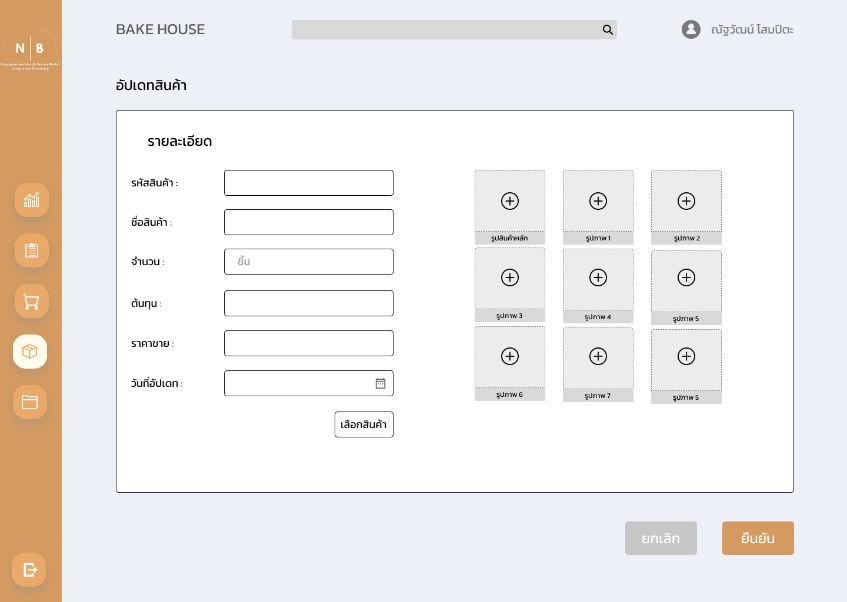 BAKE HOUSE
ณัฐวัฒน์ โสมปิตะ
N B
อัปเดทสินค้า
รายละเอียด
รหัสสินค้า :
ชื่อสินค้า :
จำนวน :
ชิ้น
ต้นทุน :
ราคาขาย :
วันที่อัปเดท :
เลือกสินค้า
รูปสินค้าหลัก
รูปภาพ 1
รูปภาพ 2
รูปภาพ 3
รูปภาพ 4
รูปภาพ 5
รูปภาพ 6
รูปภาพ 7
รูปภาพ 5
ยกเลิก
ยืนยัน